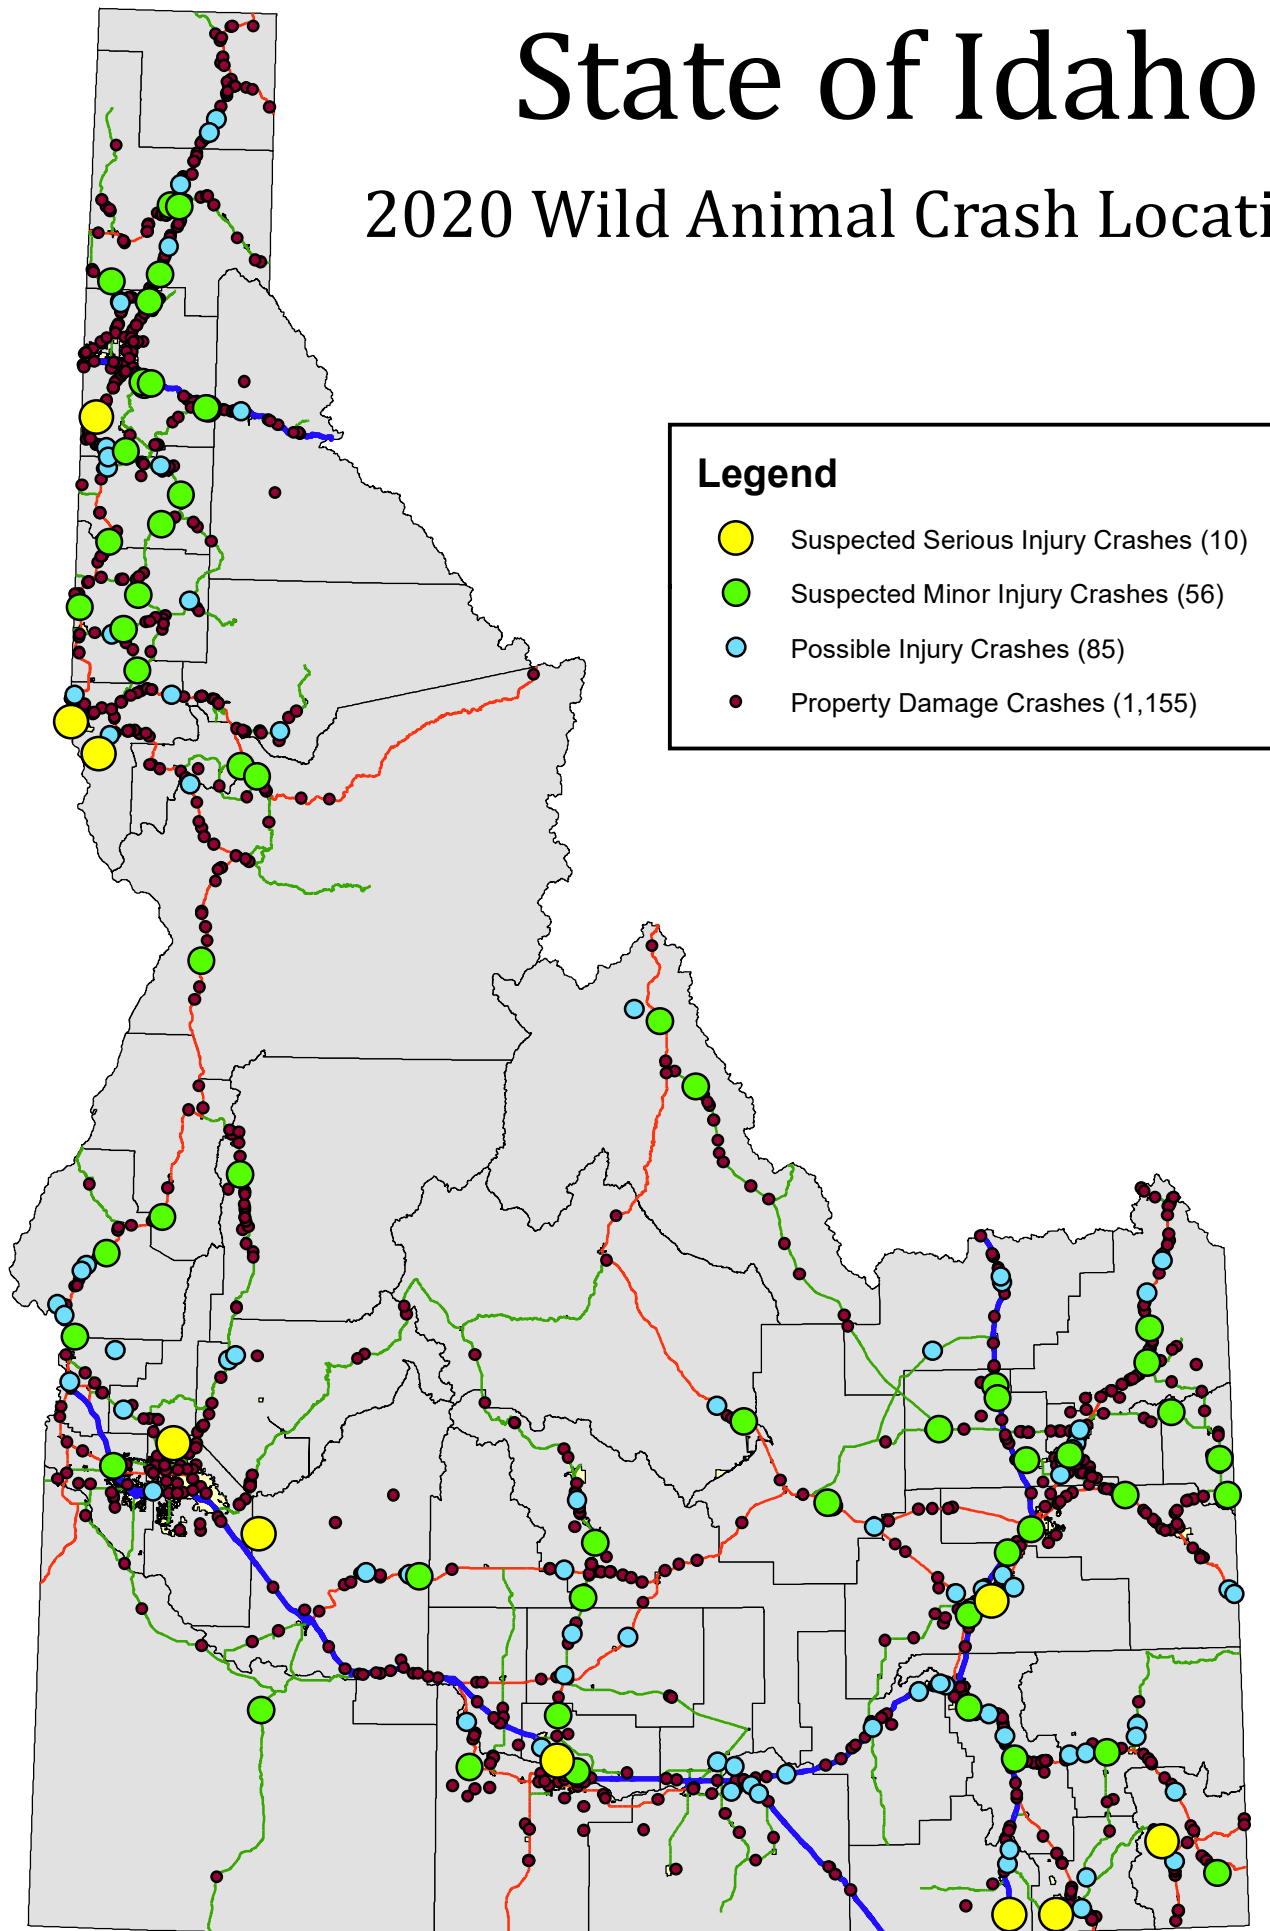 State of Idaho
2020 Wild Animal Crash
Legend
Suspected Serious Injury Crashes (10)
Suspected Minor Injury Crashes (56)
Possible Injury Crashes (85)
Property Damage Crashes (1,155)